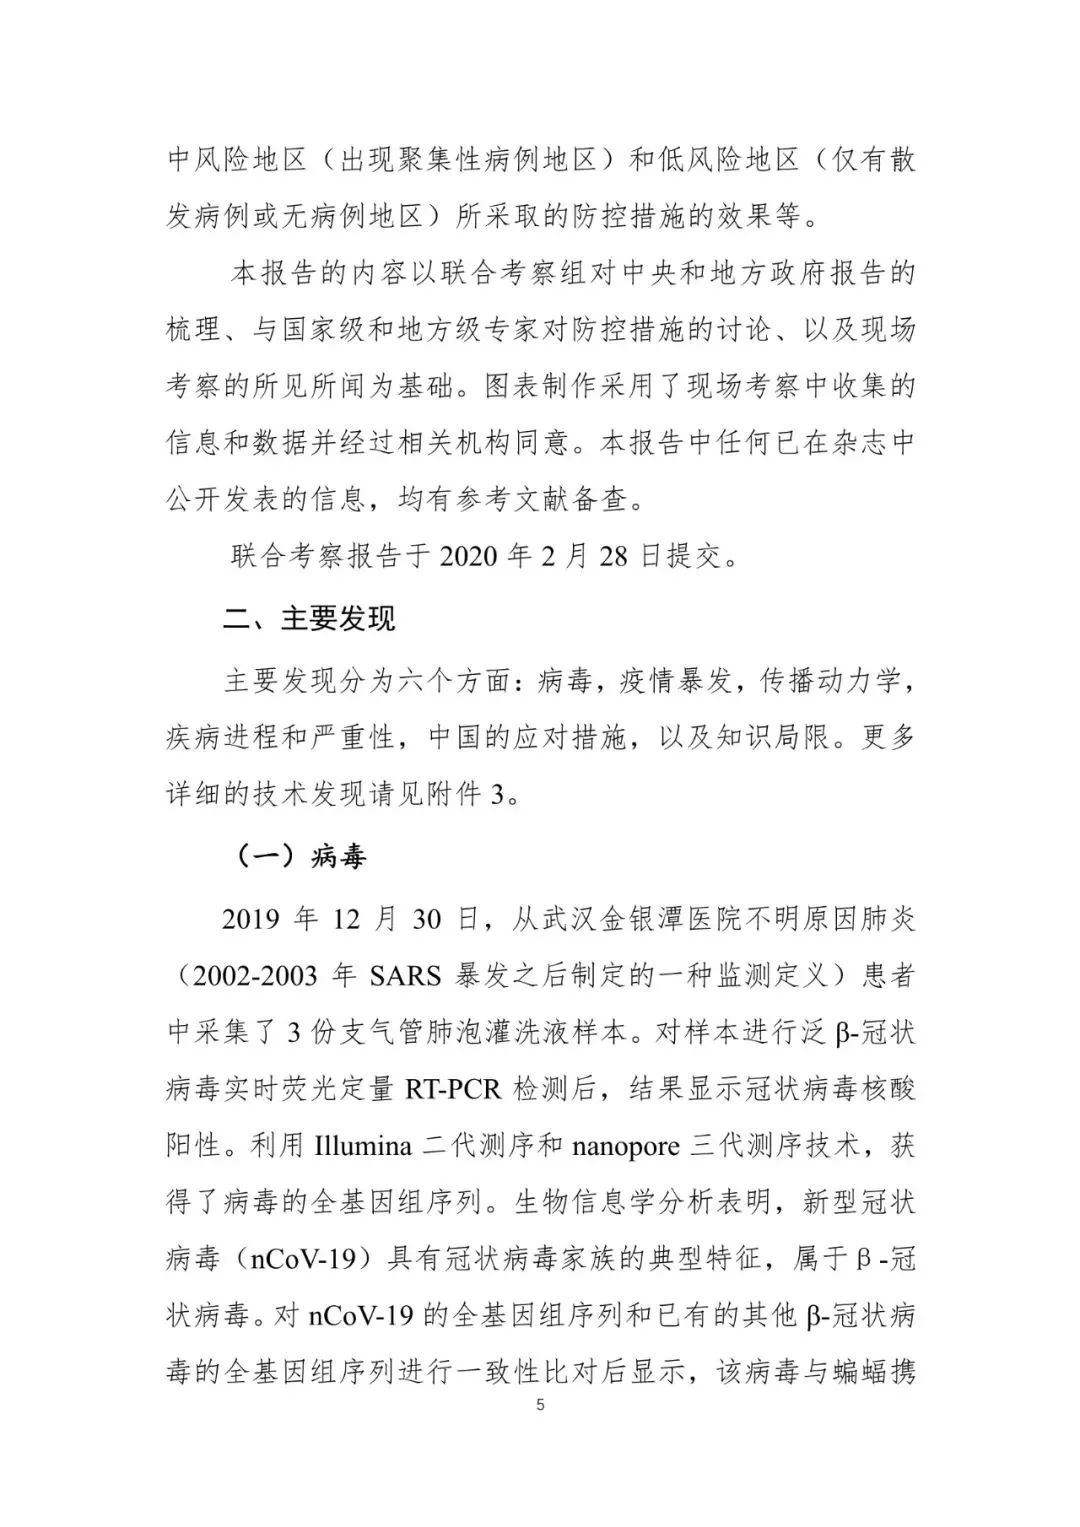 中风险地区（出现聚集性病例地区）和低风险地区（仅有散
发病例或无病例地区）所采取的防控措施的效果等。
本报告的内容以联合考察组对中央和地方政府报告的
梳理、与国家级和地方级专家对防控措施的讨论、以及现场
考察的所见所闻为基础。图表制作采用了现场考察中收集的
信息和数据并经过相关机构同意。本报告中任何已在杂志中
公开发表的信息，均有参考文献备查。
联合考察报告于 2020 年 2 月 28 日提交。
二、主要发现
主要发现分为六个方面：病毒，疫情暴发，传播动力学，
疾病进程和严重性，中国的应对措施，以及知识局限。更多
详细的技术发现请见附件 3。
（一）病毒
2019 年 12 月 30 日，从武汉金银潭医院不明原因肺炎
（2002-2003 年 SARS 暴发之后制定的一种监测定义）患者
中采集了 3 份支气管肺泡灌洗液样本。对样本进行泛 β-冠状
病毒实时荧光定量 RT-PCR 检测后，结果显示冠状病毒核酸
阳性。利用 Illumina 二代测序和 nanopore 三代测序技术，获
得了病毒的全基因组序列。生物信息学分析表明，新型冠状
病毒（nCoV-19）具有冠状病毒家族的典型特征，属于 β-冠
状病毒。对 nCoV-19 的全基因组序列和已有的其他 β-冠状病
毒的全基因组序列进行一致性比对后显示，该病毒与蝙蝠携
5